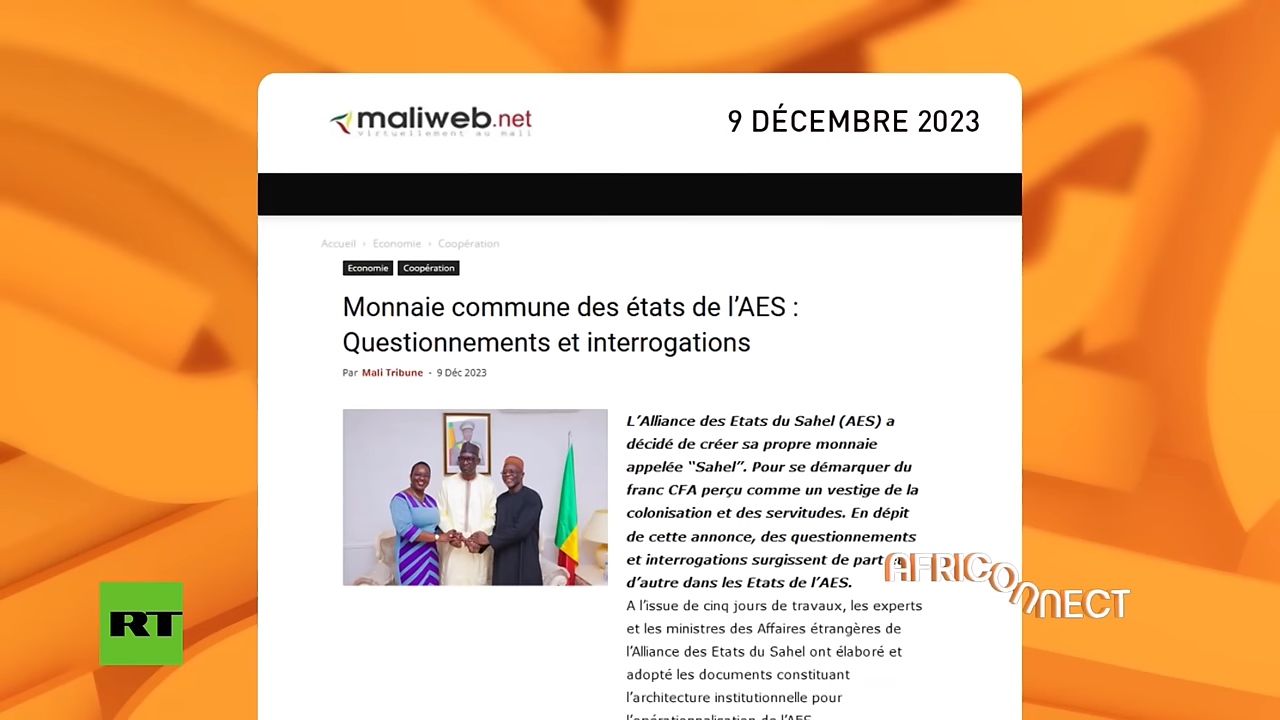 maliweb.net
virtuellement au mali
9 DÉCEMBRE 2023
Accueil › Economie › Coopération
Economie Coopération
Monnaie commune des états de l’AES :
Questionnements et interrogations
Par Mali Tribune - 9 Déc 2023
L’Alliance des Etats du Sahel (AES) a
décidé de créer sa propre monnaie
appelée “Sahel”. Pour se démarquer du
franc CFA perçu comme un vestige de la
colonisation et des servitudes. En dépit
de cette annonce, des questionnements
et interrogations surgissent de part
d’autre dans les Etats de l’AES.
A l’issue de cinq jours de travaux, les experts
et les ministres des Affaires étrangères de
l’Alliance des Etats du Sahel ont élaboré et
adopté les documents constituant
l’architecture institutionnelle pour
l’opérationnalisation de l’AES.
AFRICONNECT
RT